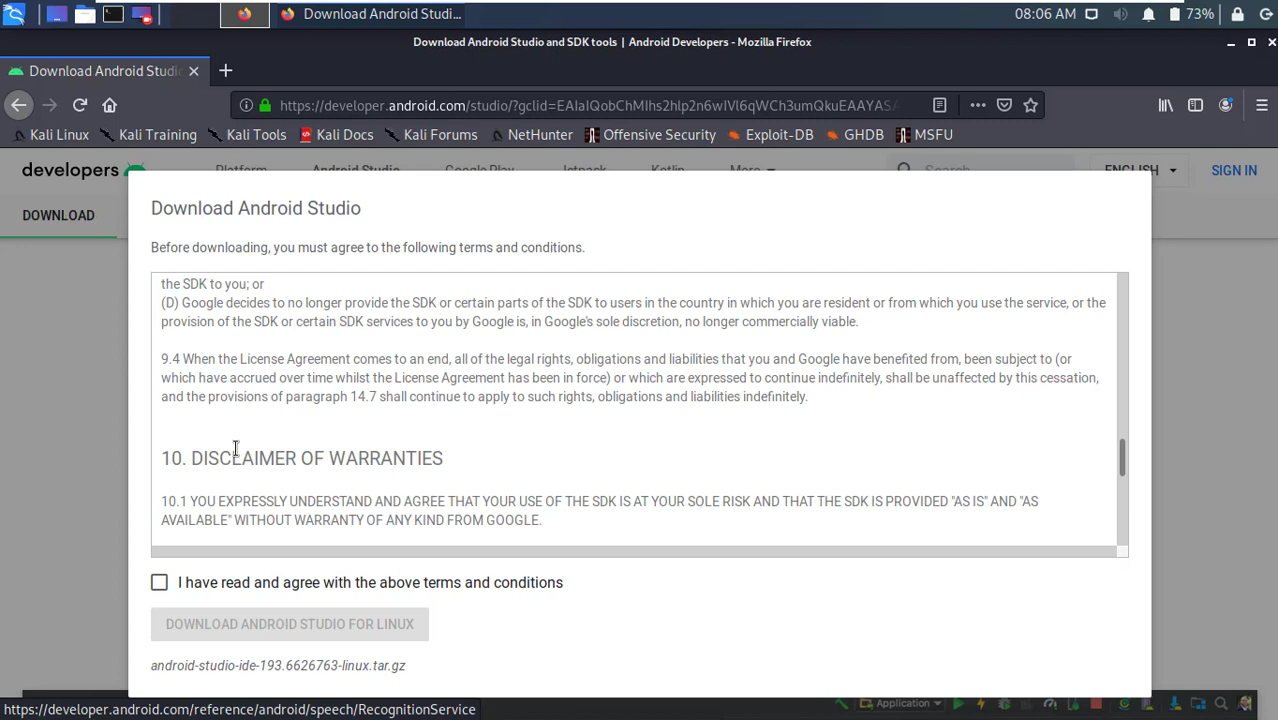 Download Android Studi...
08:06 AM
73%
Download Android Studio and SDK tools | Android Developers - Mozilla Firefox
Download Android Studi
https://developer.android.com/studio/?gclid=EAIaIQobChMIhs2hlp2n6wIVl6qWCh3umQkuEAAYASA
Kali Linux
Kali Training
Kali Tools
Kali Docs
Kali Forums
NetHunter
Offensive Security
Exploit-DB
GHDB
MSFU
developers
Platform
Android Studio
Google Play
Jetpack
Kotlin
More
Search
ENGLISH
SIGN IN
DOWNLOAD
Download Android Studio
Before downloading, you must agree to the following terms and conditions.
the SDK to you; or
(D) Google decides to no longer provide the SDK or certain parts of the SDK to users in the country in which you are resident or from which you use the service, or the
provision of the SDK or certain SDK services to you by Google is, in Google's sole discretion, no longer commercially viable.
9.4 When the License Agreement comes to an end, all of the legal rights, obligations and liabilities that you and Google have benefited from, been subject to (or
which have accrued over time whilst the License Agreement has been in force) or which are expressed to continue indefinitely, shall be unaffected by this cessation,
and the provisions of paragraph 14.7 shall continue to apply to such rights, obligations and liabilities indefinitely.
10. DISCLAIMER OF WARRANTIES
10.1 YOU EXPRESSLY UNDERSTAND AND AGREE THAT YOUR USE OF THE SDK IS AT YOUR SOLE RISK AND THAT THE SDK IS PROVIDED "AS IS" AND "AS
AVAILABLE" WITHOUT WARRANTY OF ANY KIND FROM GOOGLE.
I have read and agree with the above terms and conditions
DOWNLOAD ANDROID STUDIO FOR LINUX
android-studio-ide-193.6626763-linux.tar.gz
https://developer.android.com/reference/android/speech/RecognitionService
Application